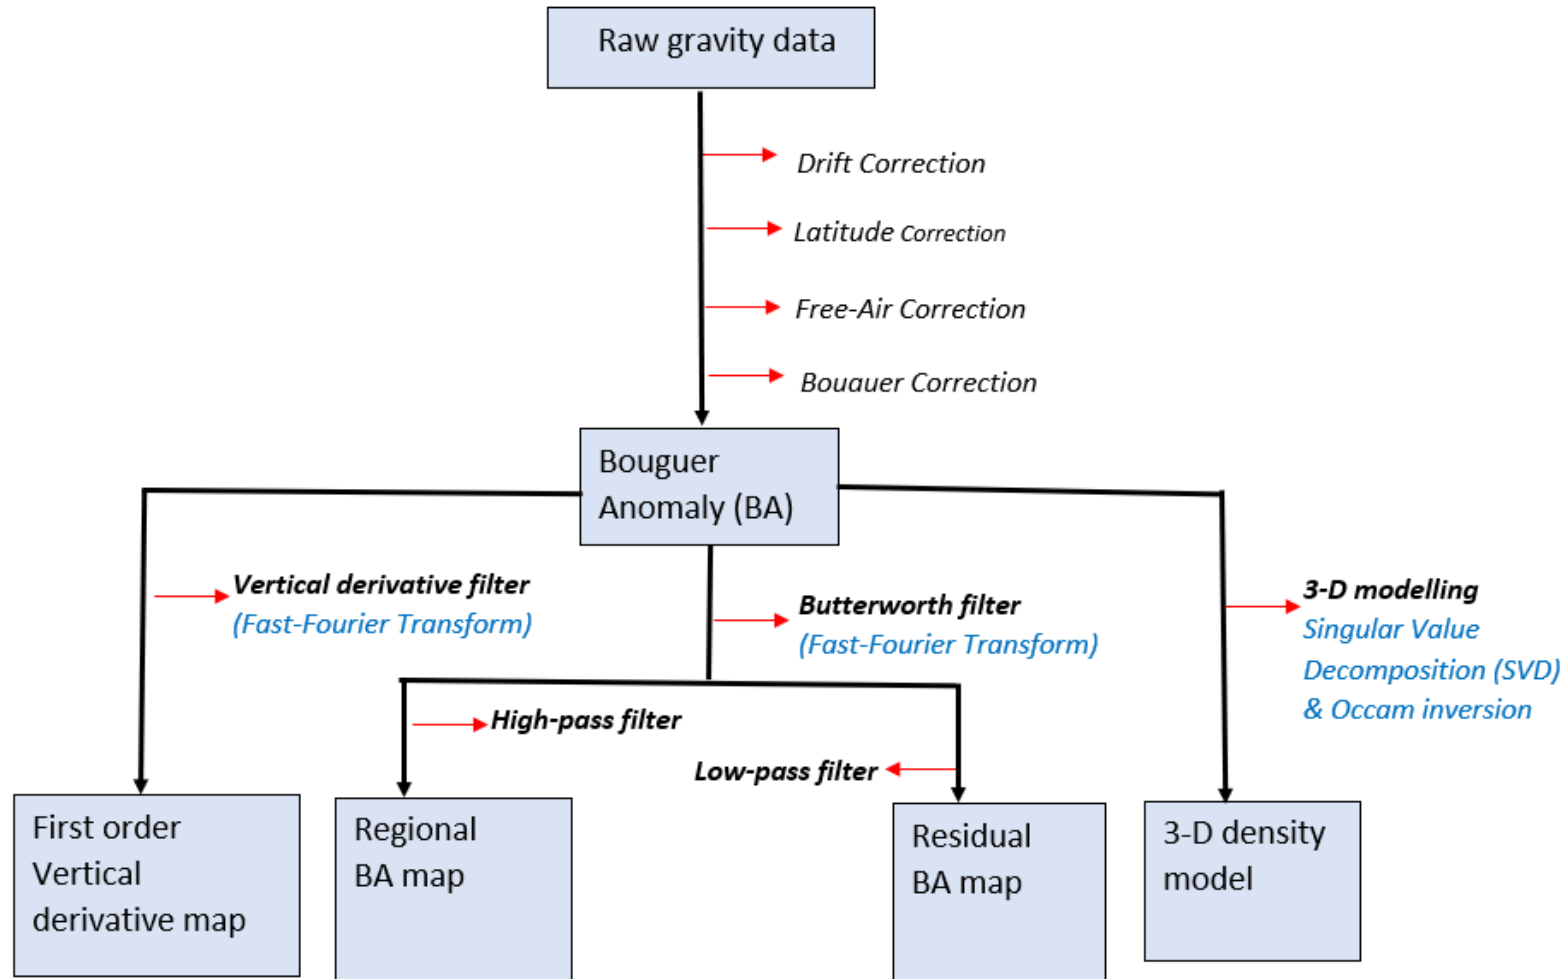 Raw gravity data
Drift Correction
Latitude Correction
Free-Air Correction
Bouauer Correction
Bouguer
Anomaly (BA)
Vertical derivative filter
(Fast-Fourier Transform)
Butterworth filter
(Fast-Fourier Transform)
3-D modelling
Singular Value
Decomposition (SVD)
& Occam inversion
High-pass filter
Low-pass filter
First order
Vertical
derivative map
Regional
BA map
Residual
BA map
3-D density
model